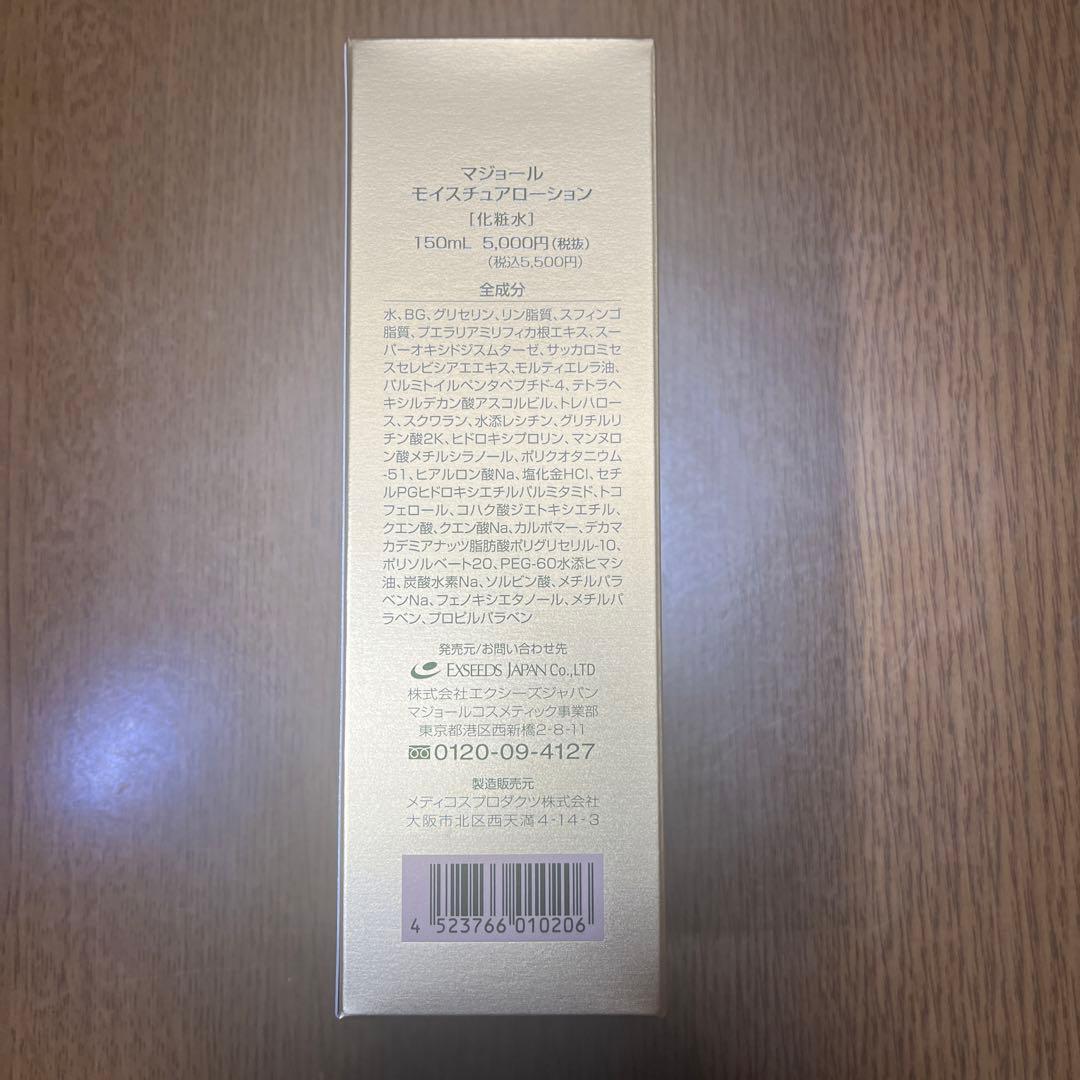 マジョール
モイスチュアローション
[化粧水]
150mL 5,000円(税抜)
(税込5,500円)
全成分
水、BG、グリセリン、リン脂質、スフィンゴ
脂質、プエラリアミリフィカ根エキス、スー
パーオキシドジスムターゼ、サッカロミセ
スセレビシアエエキス、モルティエレラ油、
パルミトイルペンタペプチド-4、テトラヘ
キシルデカン酸アスコルビル、トレハロー
ス、スクワラン、水添レシチン、グリチルリ
チン酸2K、ヒドロキシプロリン、マンヌロ
ン酸メチルシラノール、ポリクオタニウム
-51、ヒアルロン酸Na、塩化金HCl、セチ
ルPGヒドロキシエチルパルミタミド、トコ
フェロール、コハク酸ジエトキシエチル、
クエン酸、クエン酸Na、カルボマー、デカマ
カデミアナッツ脂肪酸ポリグリセリル-10、
ポリソルベート20、PEG-60水添ヒマシ
油、炭酸水素Na、ソルビン酸、メチルパラ
ベンNa、フェノキシエタノール、メチルパ
ラベン、プロピルパラベン
発売元/お問い合わせ先
EXSEEDS JAPAN Co.,LTD
株式会社エクシーズジャパン
マジョールコスメティック事業部
東京都港区西新橋2-8-11
0120-09-4127
製造販売元
メディコスプロダクツ株式会社
大阪市北区西天満4-14-3
4 523766 010206